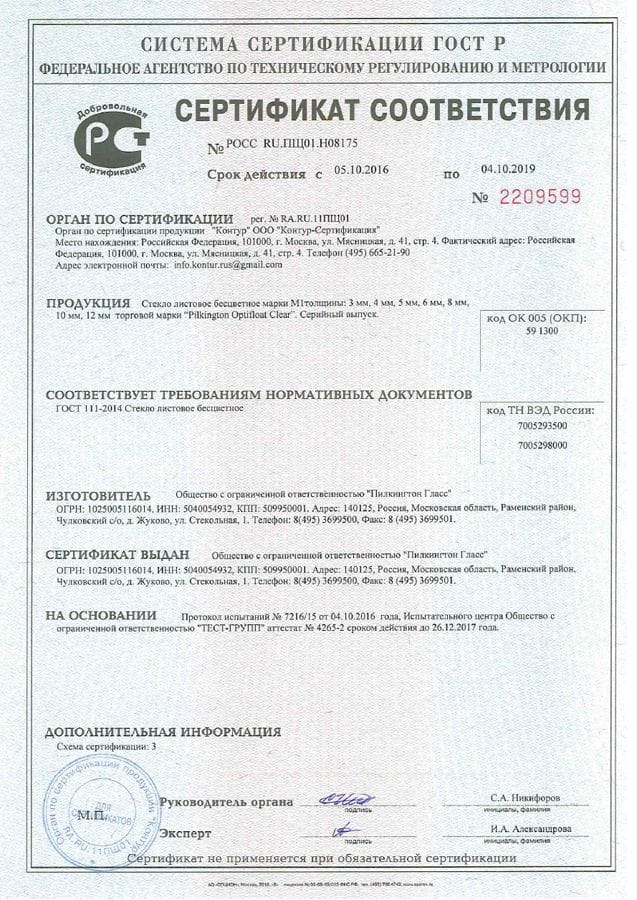 СИСТЕМА СЕРТИФИКАЦИИ ГОСТ Р
ФЕДЕРАЛЬНОЕ АГЕНТСТВО ПО ТЕХНИЧЕСКОМУ РЕГУЛИРОВАНИЮ И МЕТРОЛОГИИ
Добровольная
сертификация
СЕРТИФИКАТ СООТВЕТСТВИЯ
№ РОСС RU.ПЩ01.Н08175
Срок действия с 05.10.2016 по 04.10.2019
№ 2209599
ОРГАН ПО СЕРТИФИКАЦИИ рег. № RA.RU.11ПЩ01
Орган по сертификации продукции "Контур" ООО "Контур-Сертификация"
Место нахождения: Российская Федерация, 101000, г. Москва, ул. Мясницкая, д. 41, стр. 4. Фактический адрес: Российская
Федерация, 101000, г. Москва, ул. Мясницкая, д. 41, стр. 4. Телефон (495) 665-21-90
Адрес электронной почты: info.kontur.rus@gmail.com
ПРОДУКЦИЯ Стекло листовое бесцветное марки М1толщины: 3 мм, 4 мм, 5 мм, 6 мм, 8 мм,
10 мм, 12 мм торговой марки "Pilkington Optifloat Clear". Серийный выпуск.
код ОК 005 (ОКП):
59 1300
СООТВЕТСТВУЕТ ТРЕБОВАНИЯМ НОРМАТИВНЫХ ДОКУМЕНТОВ
ГОСТ 111-2014 Стекло листовое бесцветное
код ТН ВЭД России:
7005293500
7005298000
ИЗГОТОВИТЕЛЬ Общество с ограниченной ответственностью "Пилкингтон Гласс"
ОГРН: 1025005116014, ИНН: 5040054932, КПП: 509950001. Адрес: 140125, Россия, Московская область, Раменский район,
Чулковский с/о, д. Жуково, ул. Стекольная, 1. Телефон: 8(495) 3699500, Факс: 8 (495) 3699501.
СЕРТИФИКАТ ВЫДАН Общество с ограниченной ответственностью "Пилкингтон Гласс"
ОГРН: 1025005116014, ИНН: 5040054932, КПП: 509950001. Адрес: 140125, Россия, Московская область, Раменский район,
Чулковский с/о, д. Жуково, ул. Стекольная, 1. Телефон: 8(495) 3699500, Факс: 8 (495) 3699501.
НА ОСНОВАНИИ Протокол испытаний № 7216/15 от 04.10.2016 года, Испытательного центра Общество с
ограниченной ответственностью "ТЕСТ-ГРУПП" аттестат № 4265-2 сроком действия до 26.12.2017 года.
ДОПОЛНИТЕЛЬНАЯ ИНФОРМАЦИЯ
Схема сертификации: 3
Орган по сертификации продукции "Контур"
RA.RU.11ПЩ01
ДЛЯ
СЕРТИФИКАТОВ
М.П.
Руководитель органа
подпись
С.А. Никифоров
инициалы, фамилия
Эксперт
подпись
И.А. Александрова
инициалы, фамилия
Сертификат не применяется при обязательной сертификации